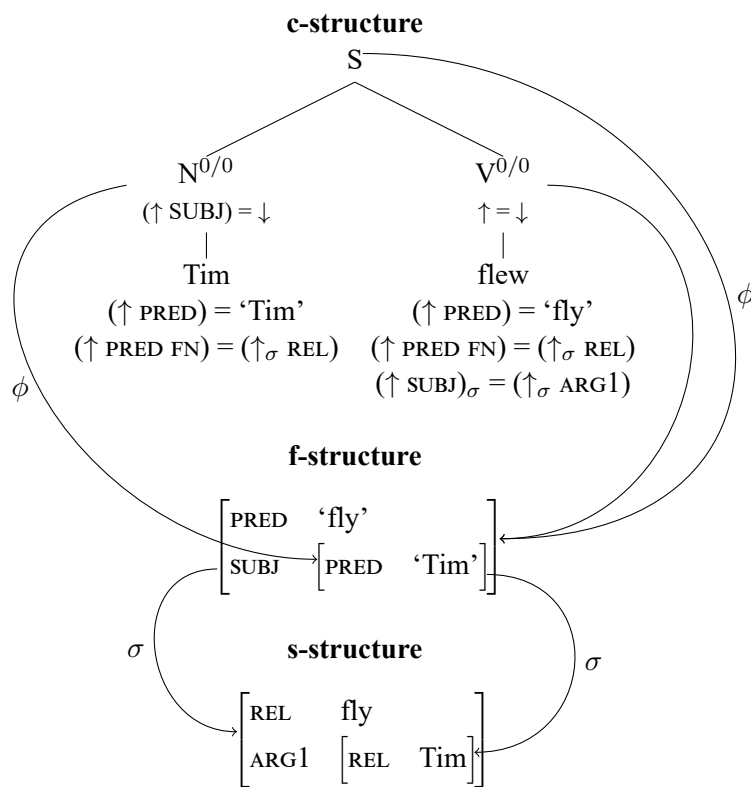 c-structure
S
N⁰/⁰ V⁰/⁰
(↑ SUBJ) = ↓ ↑ = ↓
Tim flew
(↑ PRED) = ‘Tim’ (↑ PRED) = ‘fly’
(↑ PRED FN) = (↑σ REL) (↑ PRED FN) = (↑σ REL)
(↑ SUBJ)σ = (↑σ ARG1)
ϕ ϕ
f-structure
[PRED ‘fly’
SUBJ [PRED ‘Tim’]]
σ σ
s-structure
[REL fly
ARG1 [REL Tim]]